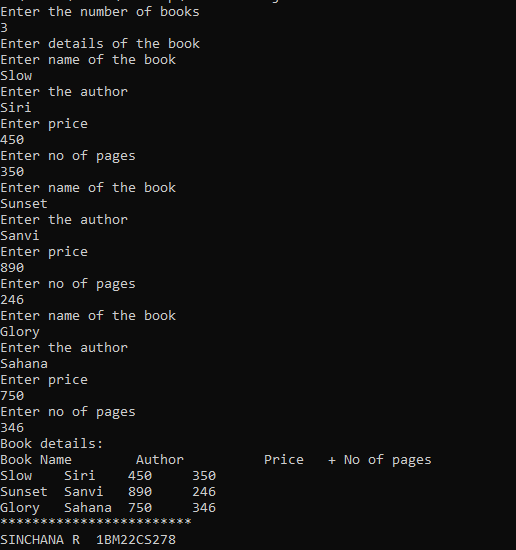 Enter the number of books
3
Enter details of the book
Enter name of the book
Slow
Enter the author
Siri
Enter price
450
Enter no of pages
350
Enter name of the book
Sunset
Enter the author
Sanvi
Enter price
890
Enter no of pages
246
Enter name of the book
Glory
Enter the author
Sahana
Enter price
750
Enter no of pages
346
Book details:
Book Name        Author          Price   + No of pages
Slow    Siri    450     350
Sunset  Sanvi   890     246
Glory   Sahana  750     346
************************
SINCHANA R  1BM22CS278